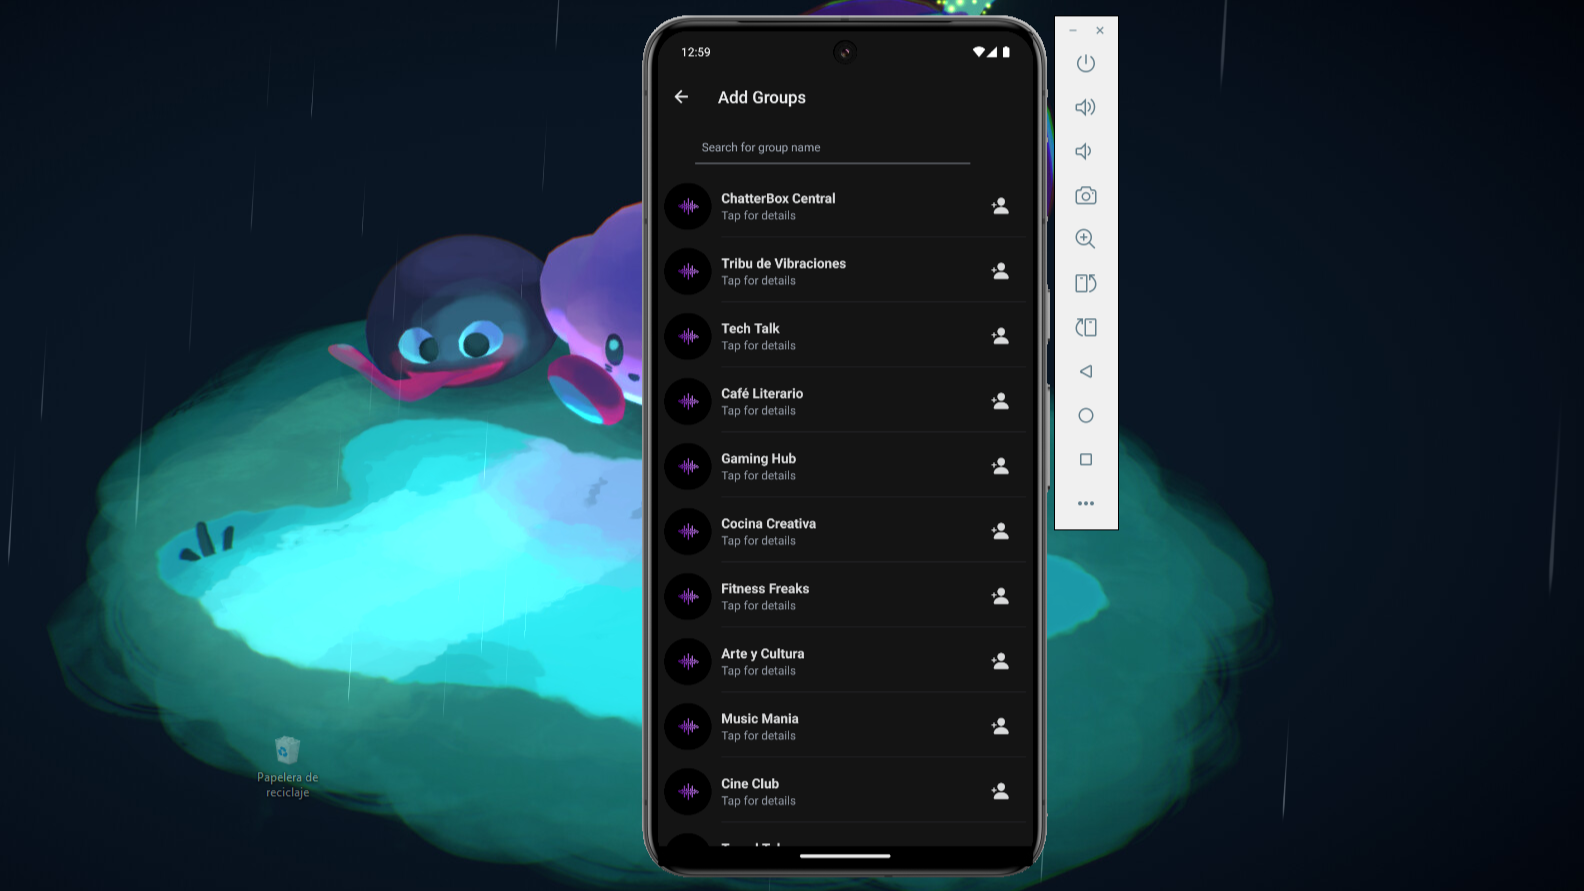 12:59
Add Groups
Search for group name
ChatterBox Central
Tap for details
Tribu de Vibraciones
Tap for details
Tech Talk
Tap for details
Café Literario
Tap for details
Gaming Hub
Tap for details
Cocina Creativa
Tap for details
Fitness Freaks
Tap for details
Arte y Cultura
Tap for details
Music Mania
Tap for details
Cine Club
Tap for details
Papelera de
reciclaje